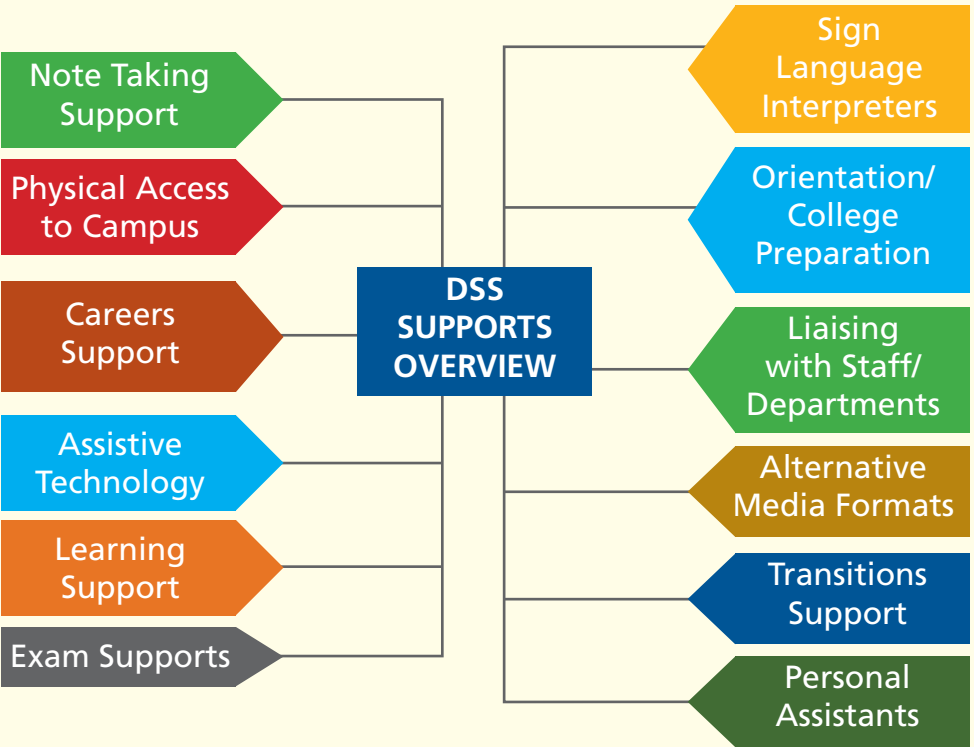 Note Taking
Support
Physical Access
to Campus
Careers
Support
Assistive
Technology
Learning
Support
Exam Supports
DSS
SUPPORTS
OVERVIEW
Sign
Language
Interpreters
Orientation/
College
Preparation
Liaising
with Staff/
Departments
Alternative
Media Formats
Transitions
Support
Personal
Assistants